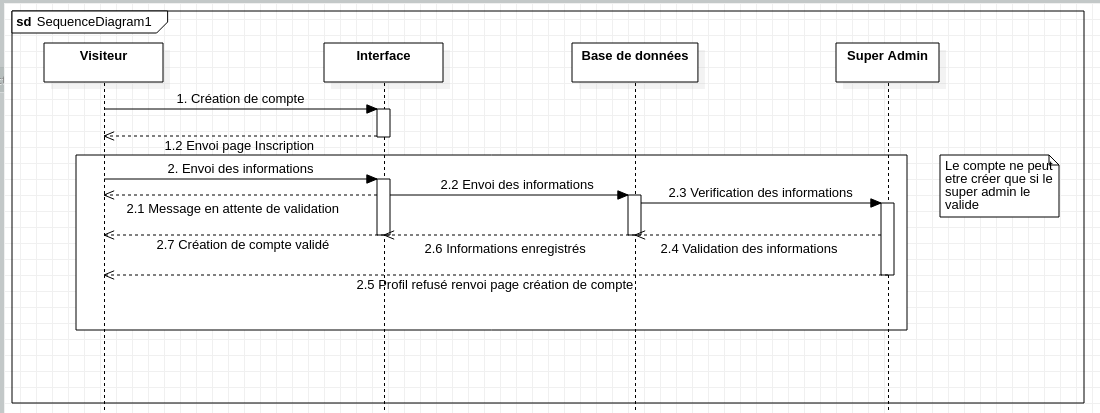 sd SequenceDiagram1
Visiteur
Interface
Base de données
Super Admin
1. Création de compte
1.2 Envoi page Inscription
2. Envoi des informations
2.2 Envoi des informations
2.3 Verification des informations
2.1 Message en attente de validation
2.7 Création de compte validé
2.6 Informations enregistrés
2.4 Validation des informations
2.5 Profil refusé renvoi page création de compte
Le compte ne peut
etre créer que si le
super admin le
valide